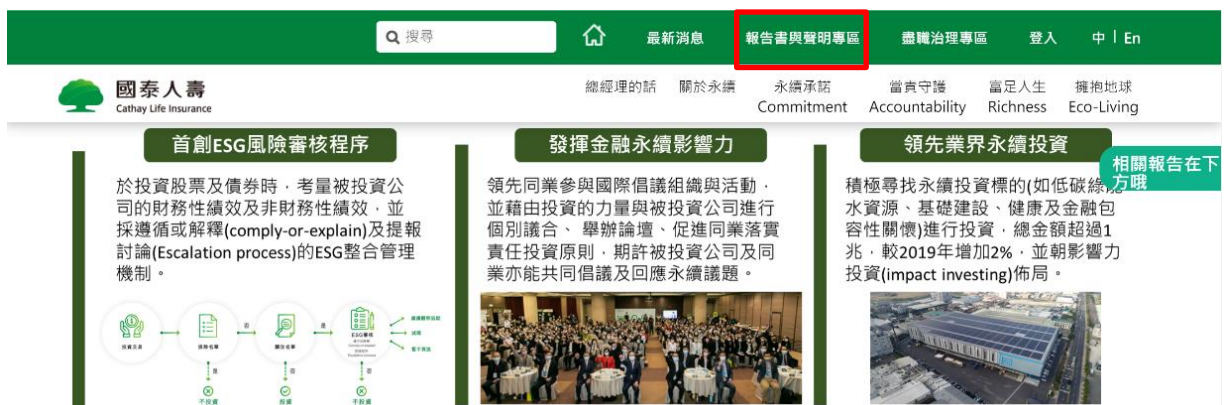 搜尋
最新消息
報告書與聲明專區
盡職治理專區
登入
中 | En
國泰人壽
Cathay Life Insurance
總經理的話
關於永續
永續承諾
Commitment
當責守護
Accountability
富足人生
Richness
擁抱地球
Eco-Living
首創ESG風險審核程序
於投資股票及債券時，考量被投資公
司的財務性績效及非財務性績效，並
採遵循或解釋(comply-or-explain)及提報
討論(Escalation process)的ESG整合管理
機制。
否
是
ESG審核
是
否
否
不投資
投資
不投資
發揮金融永續影響力
領先同業參與國際倡議組織與活動，
並藉由投資的力量與被投資公司進行
個別議合、舉辦論壇、促進同業落實
責任投資原則，期許被投資公司及同
業亦能共同倡議及回應永續議題。
領先業界永續投資
積極尋找永續投資標的(如低碳綠能
水資源、基礎建設、健康及金融包
容性關懷)進行投資，總金額超過1
兆，較2019年增加2%，並朝影響力
投資(impact investing)佈局。
相關報告在下
方哦